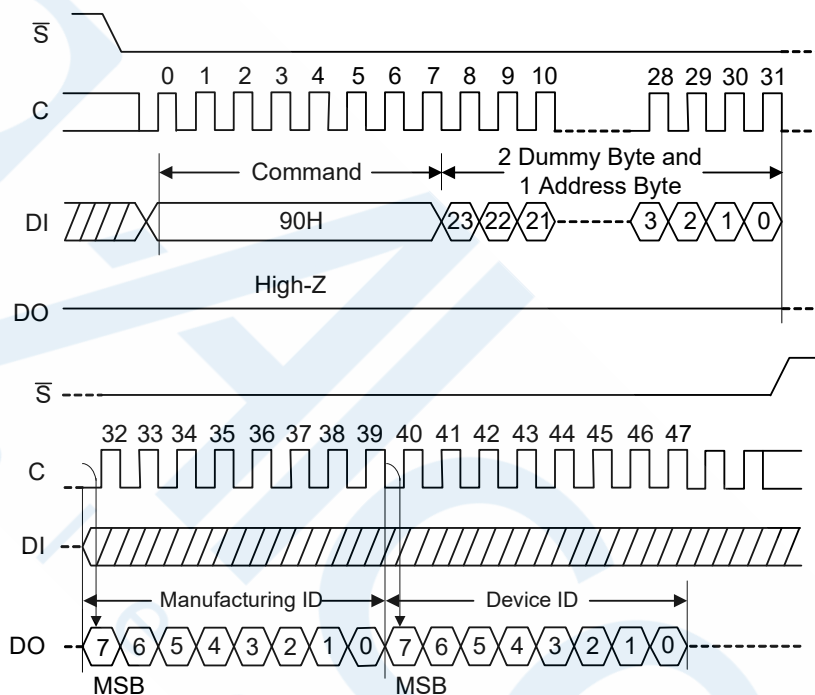 S
0 1 2 3 4 5 6 7 8 9 10 28 29 30 31
C
Command
2 Dummy Byte and
1 Address Byte
DI 90H 23 22 21 3 2 1 0
High-Z
DO
S
32 33 34 35 36 37 38 39 40 41 42 43 44 45 46 47
C
DI
Manufacturing ID Device ID
DO 7 6 5 4 3 2 1 0 7 6 5 4 3 2 1 0
MSB MSB